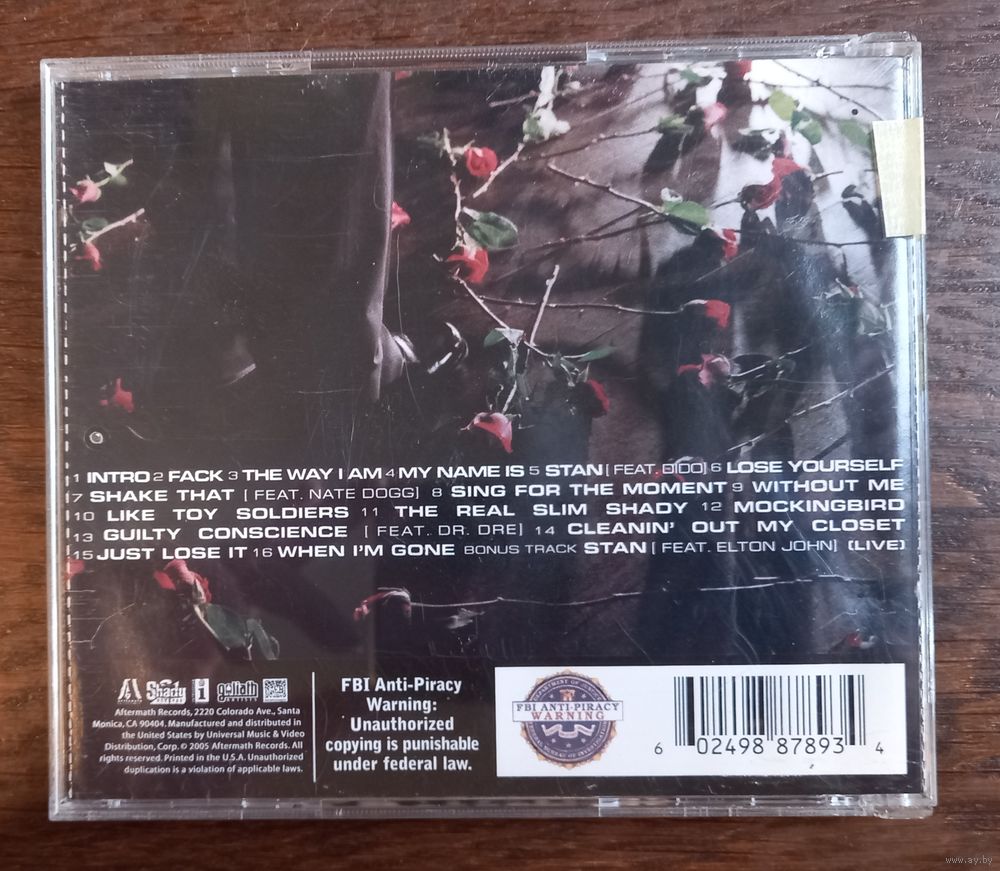 1 INTRO 2 FACK 3 THE WAY I AM 4 MY NAME IS 5 STAN [FEAT. DIDO] 6 LOSE YOURSELF
7 SHAKE THAT [FEAT. NATE DOGG] 8 SING FOR THE MOMENT 9 WITHOUT ME
10 LIKE TOY SOLDIERS 11 THE REAL SLIM SHADY 12 MOCKINGBIRD
13 GUILTY CONSCIENCE [FEAT. DR. DRE] 14 CLEANIN' OUT MY CLOSET
15 JUST LOSE IT 16 WHEN I'M GONE BONUS TRACK STAN [FEAT. ELTON JOHN] (LIVE)
Shady
goliath
ARTISTS
Aftermath Records, 2220 Colorado Ave., Santa
Monica, CA 90404. Manufactured and distributed in
the United States by Universal Music & Video
Distribution, Corp. © 2005 Aftermath Records. All
rights reserved. Printed in the U.S.A. Unauthorized
duplication is a violation of applicable laws.
FBI Anti-Piracy
Warning:
Unauthorized
copying is punishable
under federal law.
FBI ANTI-PIRACY
WARNING
6 02498 87893 4
www.ay.by